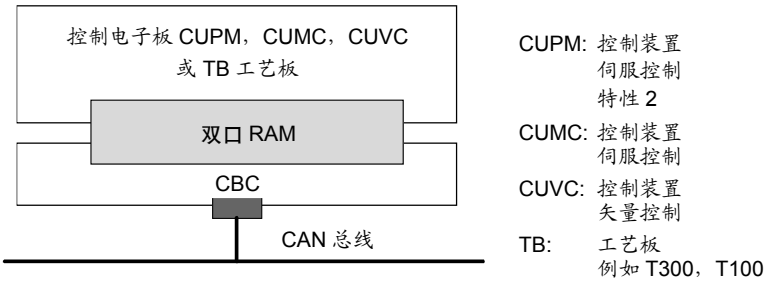 控制电子板 CUPM，CUMC，CUVC
或 TB 工艺板
双口 RAM
CBC
CAN 总线
CUPM: 控制装置
伺服控制
特性 2
CUMC: 控制装置
伺服控制
CUVC: 控制装置
矢量控制
TB: 工艺板
例如 T300，T100